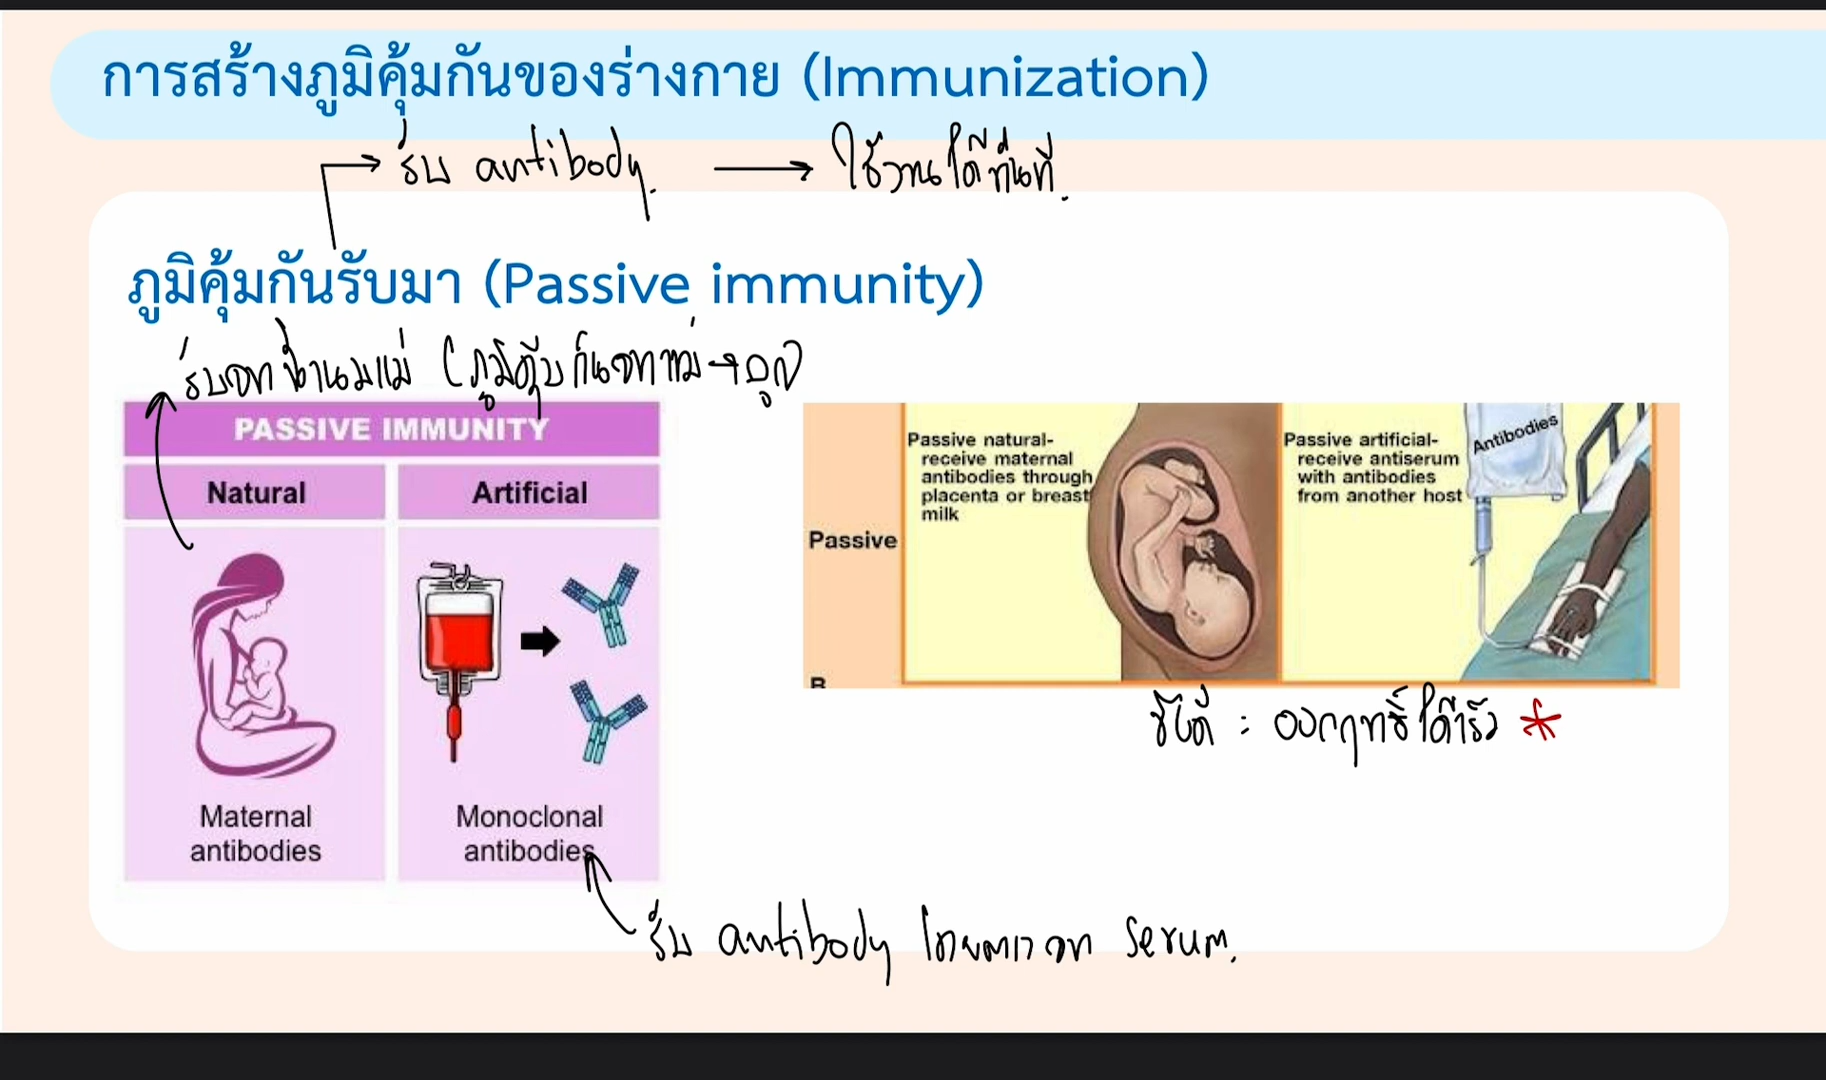 การสร้างภูมิคุ้มกันของร่างกาย (Immunization)
รับ antibody. → ใช้งานได้ทันที.
ภูมิคุ้มกันรับมา (Passive immunity)
รับจากน้ำนมแม่ (ภูมิคุ้มกันจากแม่→ลูก)
PASSIVE IMMUNITY
Natural
Artificial
Maternal
antibodies
Monoclonal
antibodies
Passive
Passive natural-
receive maternal
antibodies through
placenta or breast
milk
Passive artificial-
receive antiserum
with antibodies
from another host
Antibodies
B
ข้อดี : ออกฤทธิ์ได้เร็ว *
รับ antibody โดยตรงจาก serum.